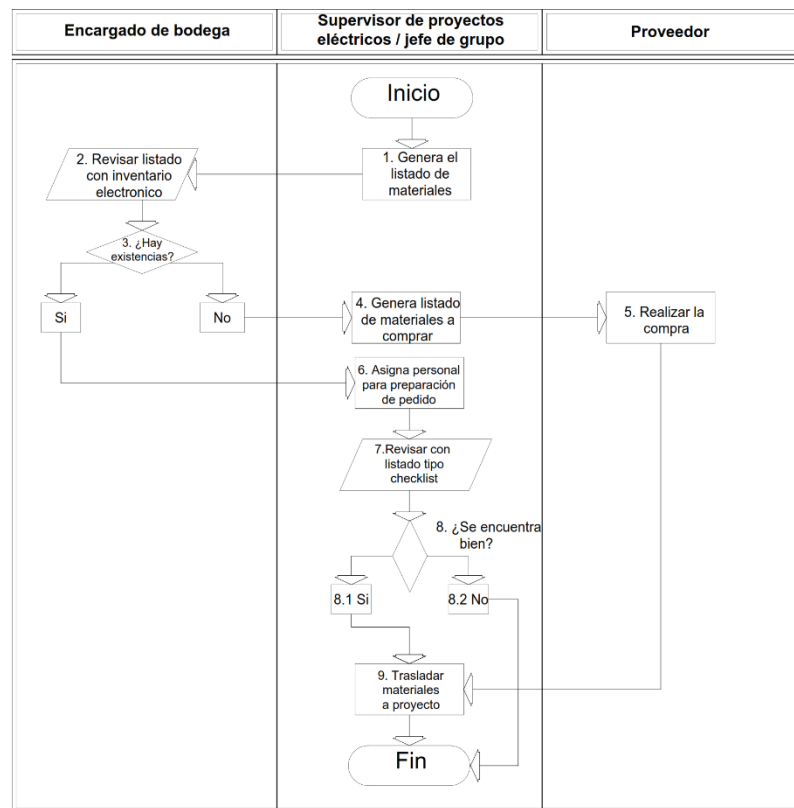 Encargado de bodega
Supervisor de proyectos
eléctricos / jefe de grupo
Proveedor
Inicio
1. Genera el
listado de
materiales
2. Revisar listado
con inventario
electronico
3. ¿Hay
existencias?
Si
No
4. Genera listado
de materiales a
comprar
5. Realizar la
compra
6. Asigna personal
para preparación
de pedido
7.Revisar con
listado tipo
checklist
8. ¿Se encuentra
bien?
8.1 Si
8.2 No
9. Trasladar
materiales
a proyecto
Fin